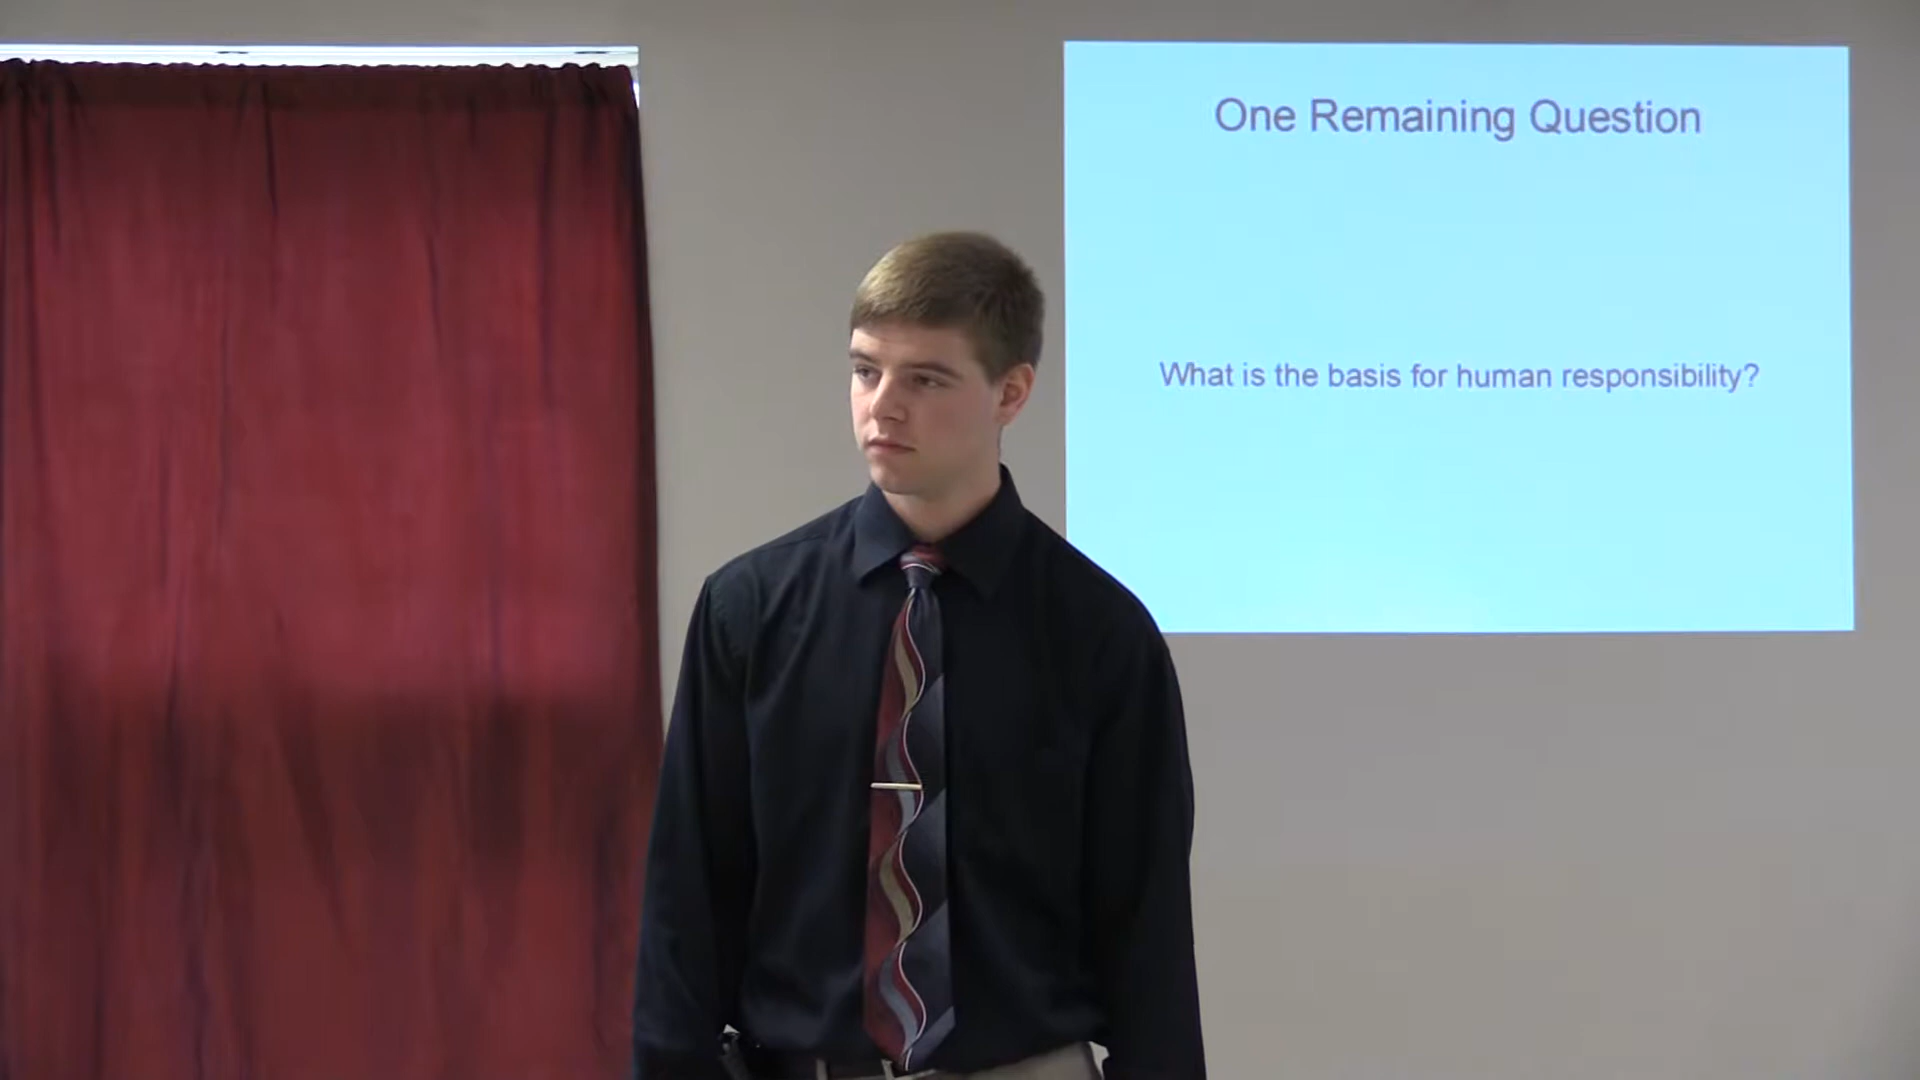 One Remaining Question
What is the basis for human responsibility?